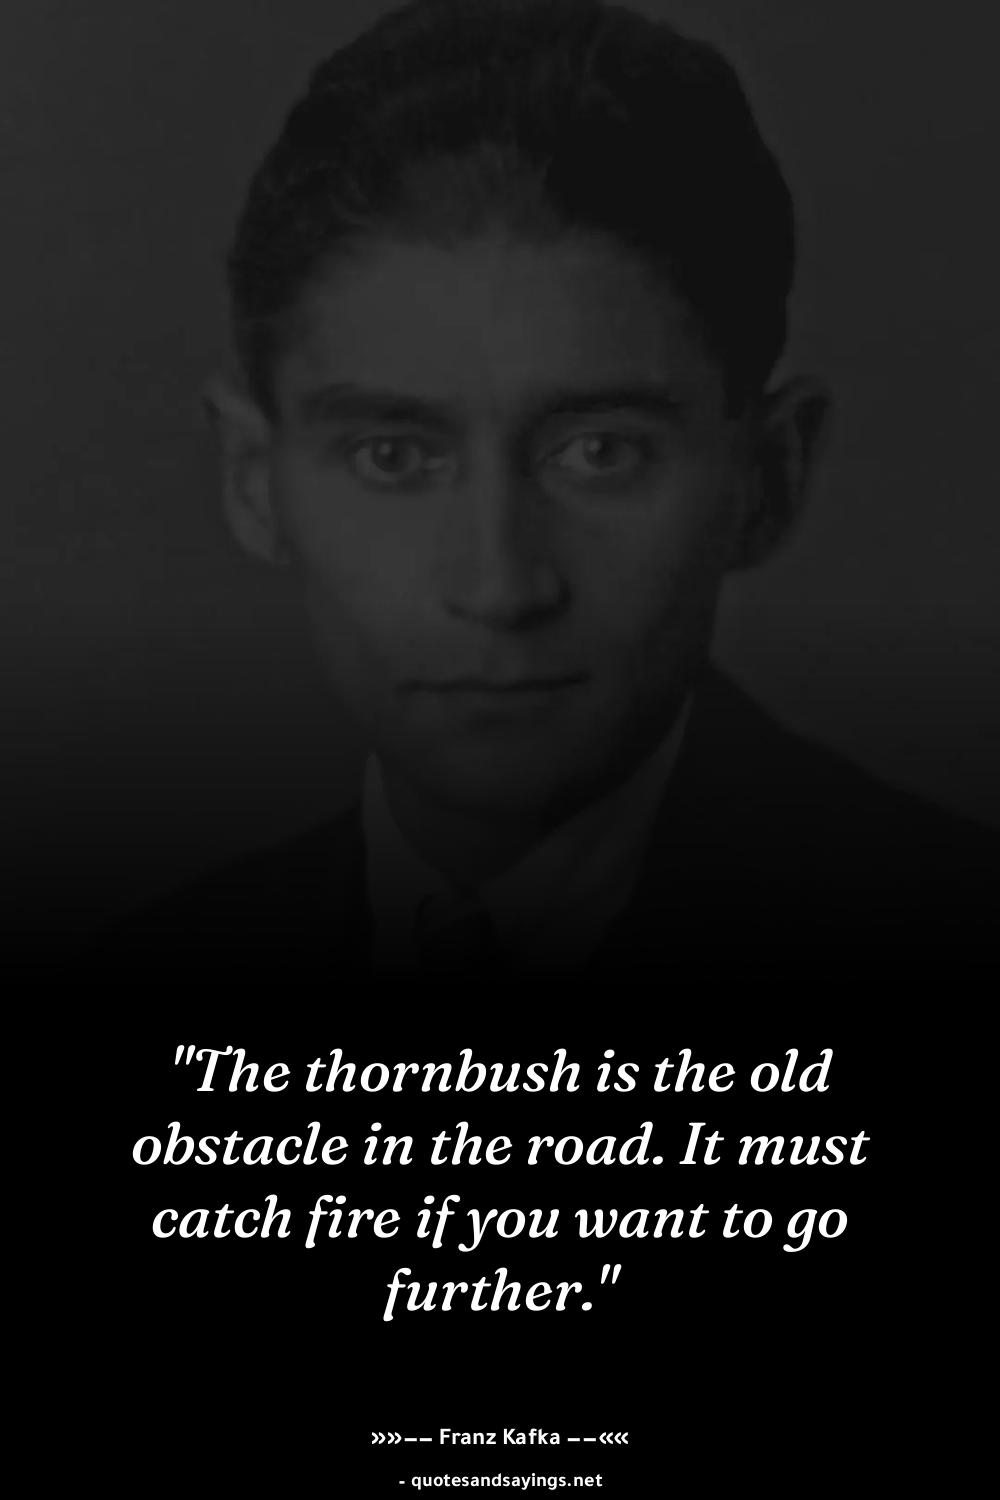 "The thornbush is the old
obstacle in the road. It must
catch fire if you want to go
further."
»»–– Franz Kafka ––««
- quotesandsayings.net